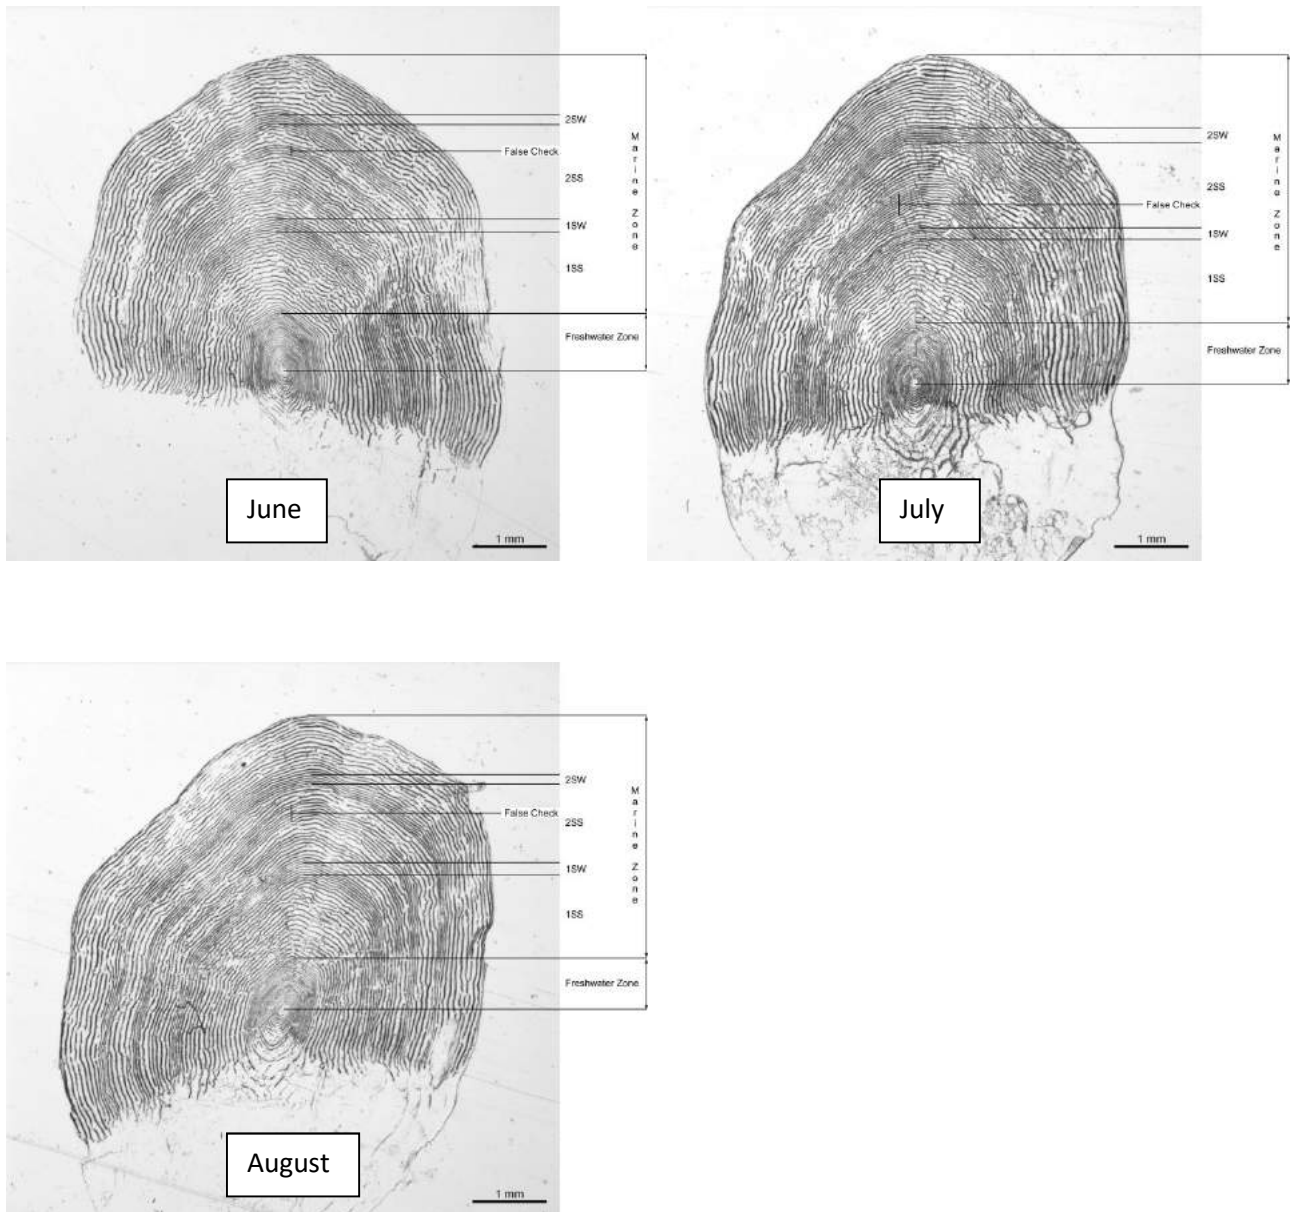 2SW
False Check
2SS
1SW
1SS
Marine Zone
Freshwater Zone
June
1 mm
2SW
2SS
False Check
1SW
1SS
Marine Zone
Freshwater Zone
July
1 mm
2SW
False Check
2SS
1SW
1SS
Marine Zone
Freshwater Zone
August
1 mm